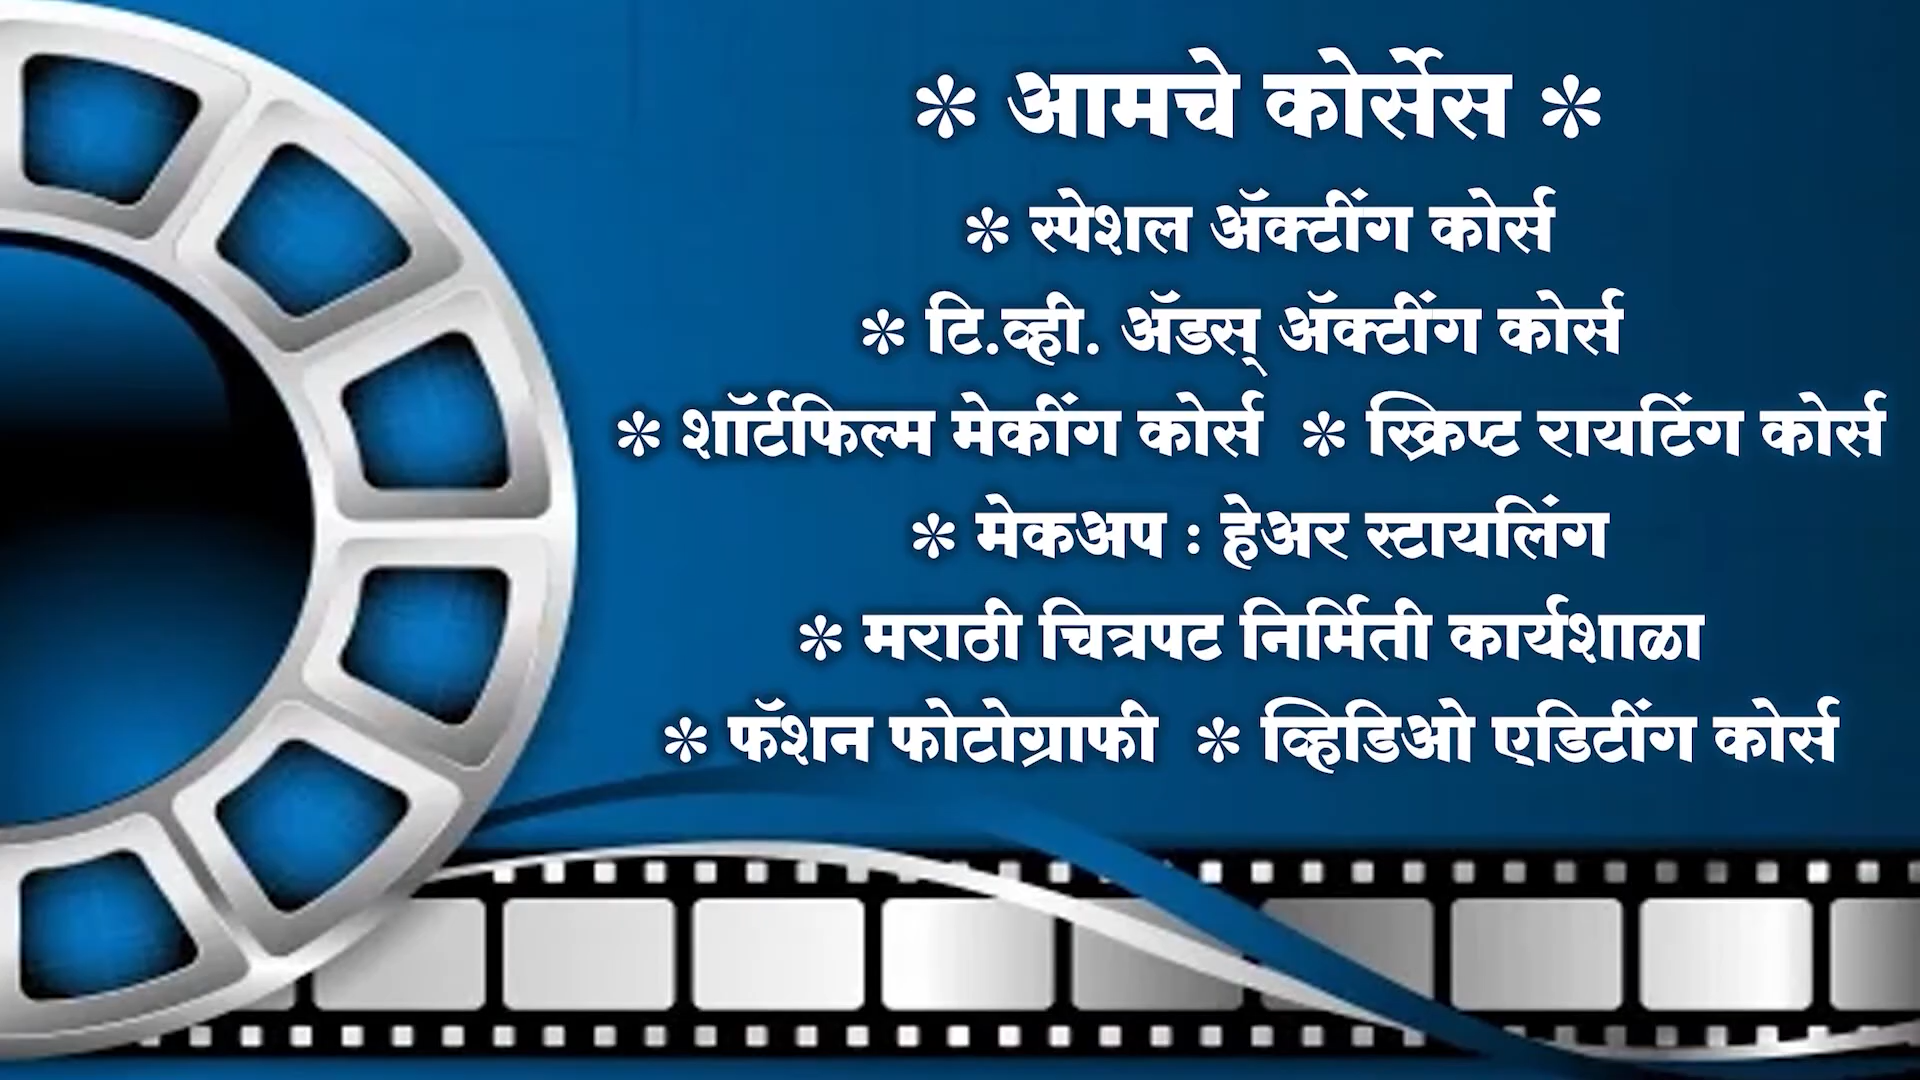 * आमचे कोर्सेस *
* स्पेशल ॲक्टींग कोर्स
* टि.व्ही. ॲडस् ॲक्टींग कोर्स
* शॉर्टफिल्म मेकींग कोर्स * स्क्रिप्ट रायटिंग कोर्स
* मेकअप : हेअर स्टायलिंग
* मराठी चित्रपट निर्मिती कार्यशाळा
* फॅशन फोटोग्राफी * व्हिडिओ एडिटींग कोर्स